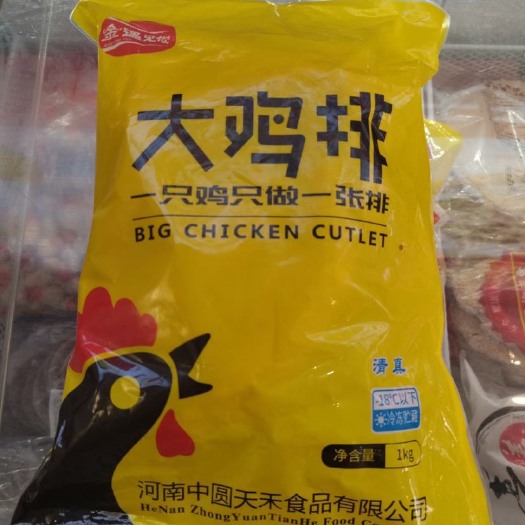 大鸡排
一只鸡只做一张排
BIG CHICKEN CUTLET
清真
-18℃以下
冷冻贮藏
净含量 1kg
河南中圆天禾食品有限公司
HeNan ZhongYuanTianHe Food Co